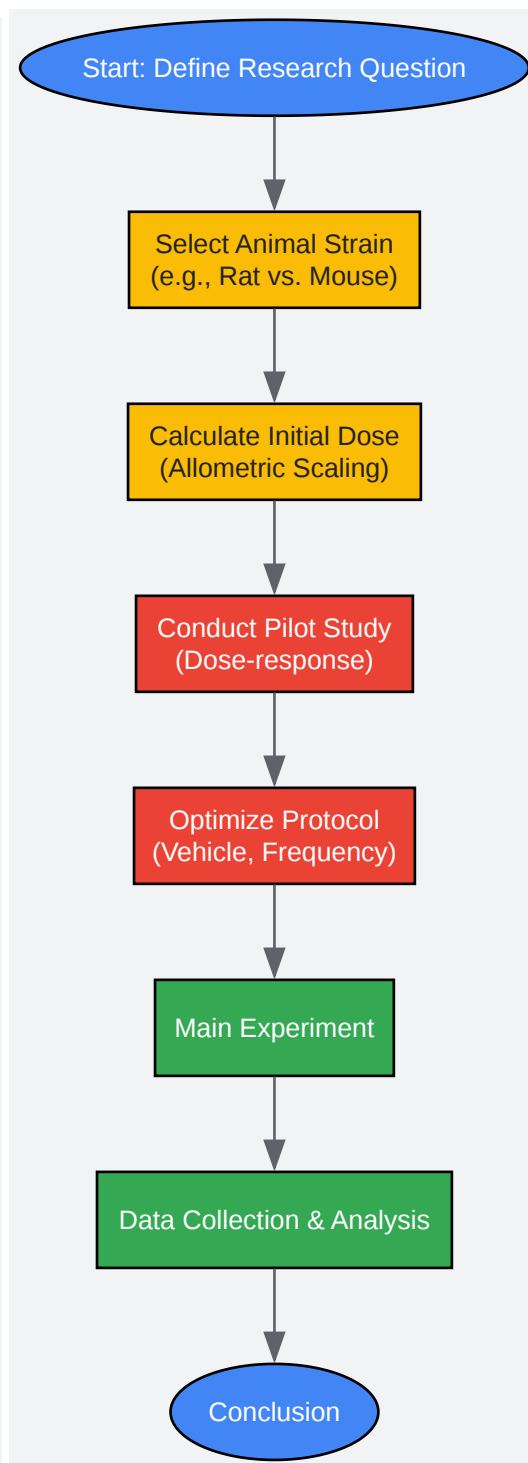 Start: Define Research Question
Select Animal Strain
(e.g., Rat vs. Mouse)
Calculate Initial Dose
(Allometric Scaling)
Conduct Pilot Study
(Dose-response)
Optimize Protocol
(Vehicle, Frequency)
Main Experiment
Data Collection & Analysis
Conclusion